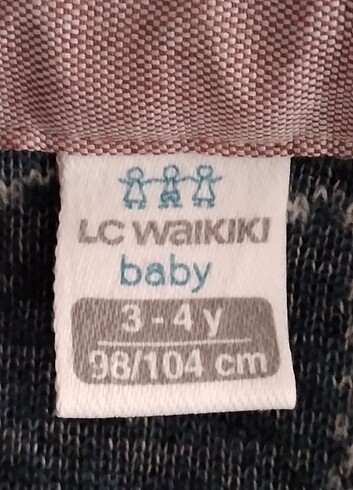 LC WAIKIKI
baby
3 - 4 y
98/104 cm